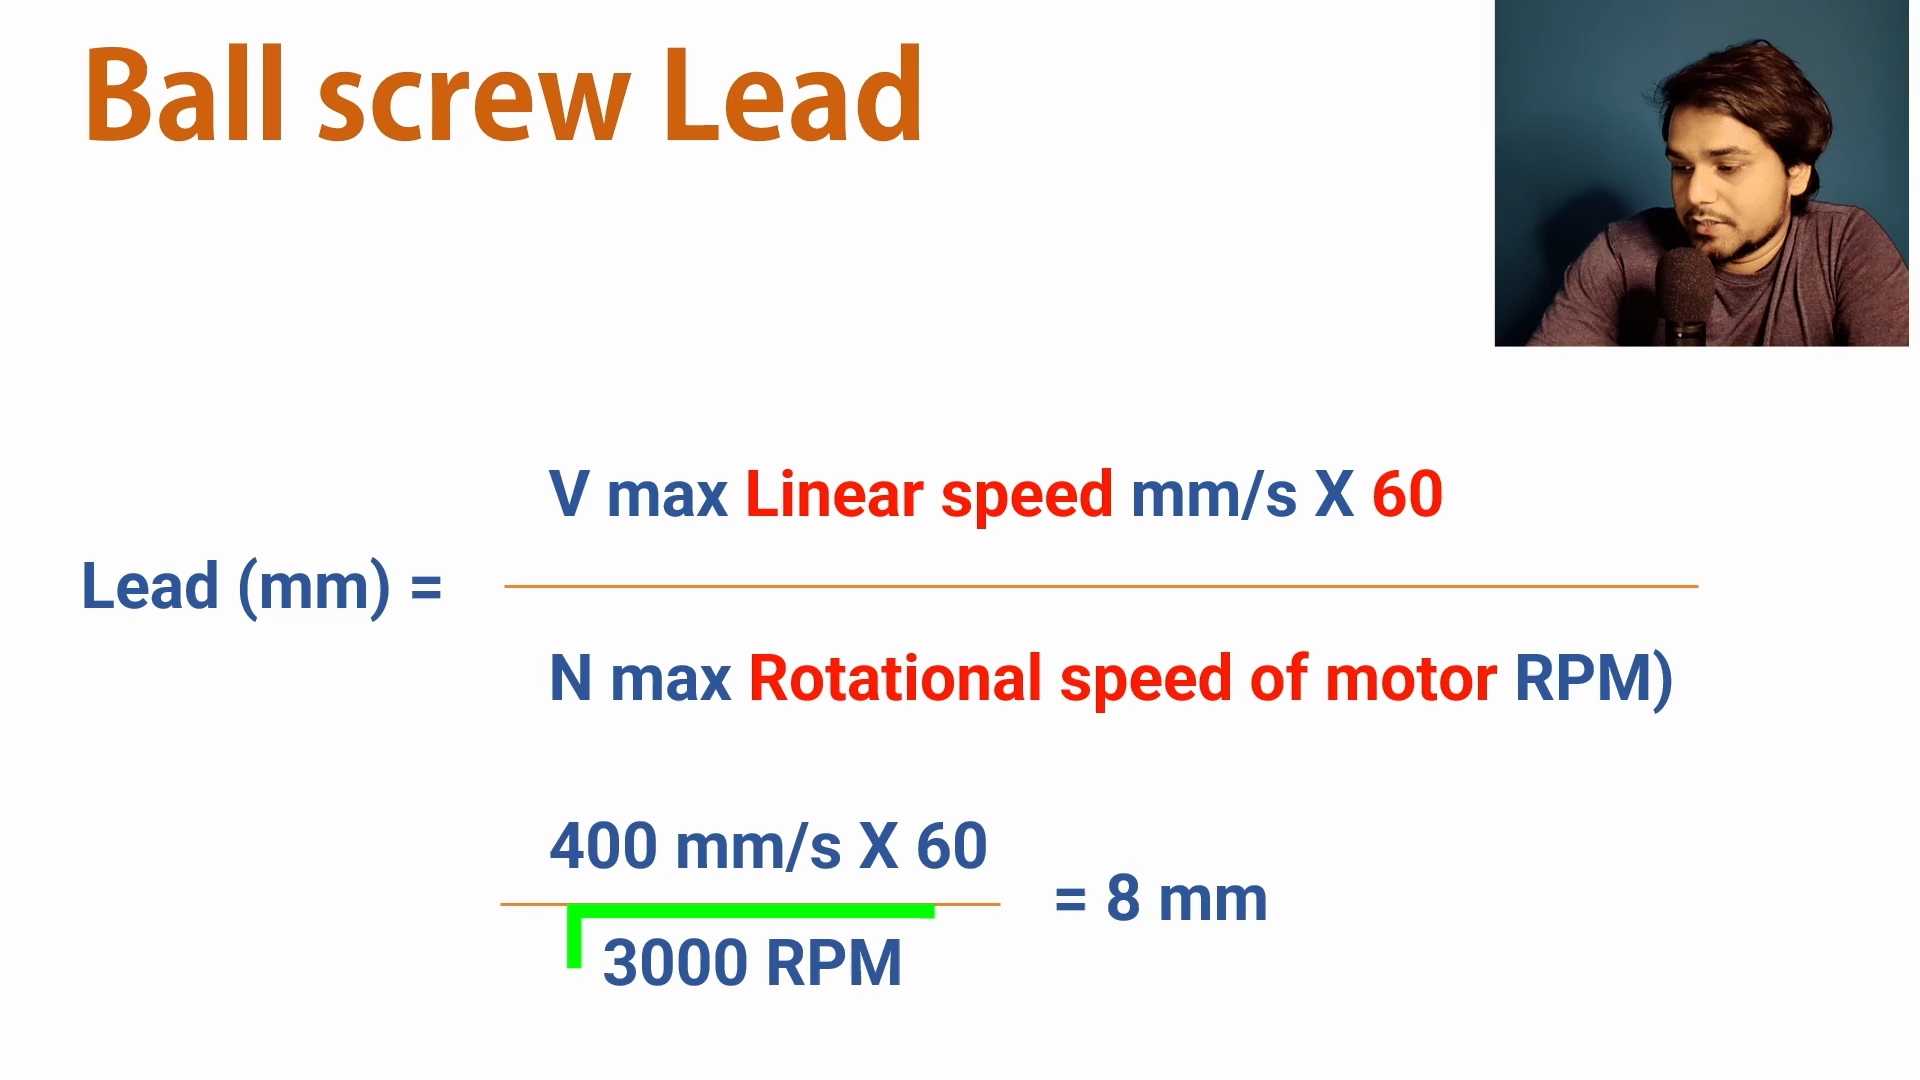 Ball screw Lead
V max Linear speed mm/s X 60
Lead (mm) =
N max Rotational speed of motor RPM)
400 mm/s X 60
= 8 mm
3000 RPM